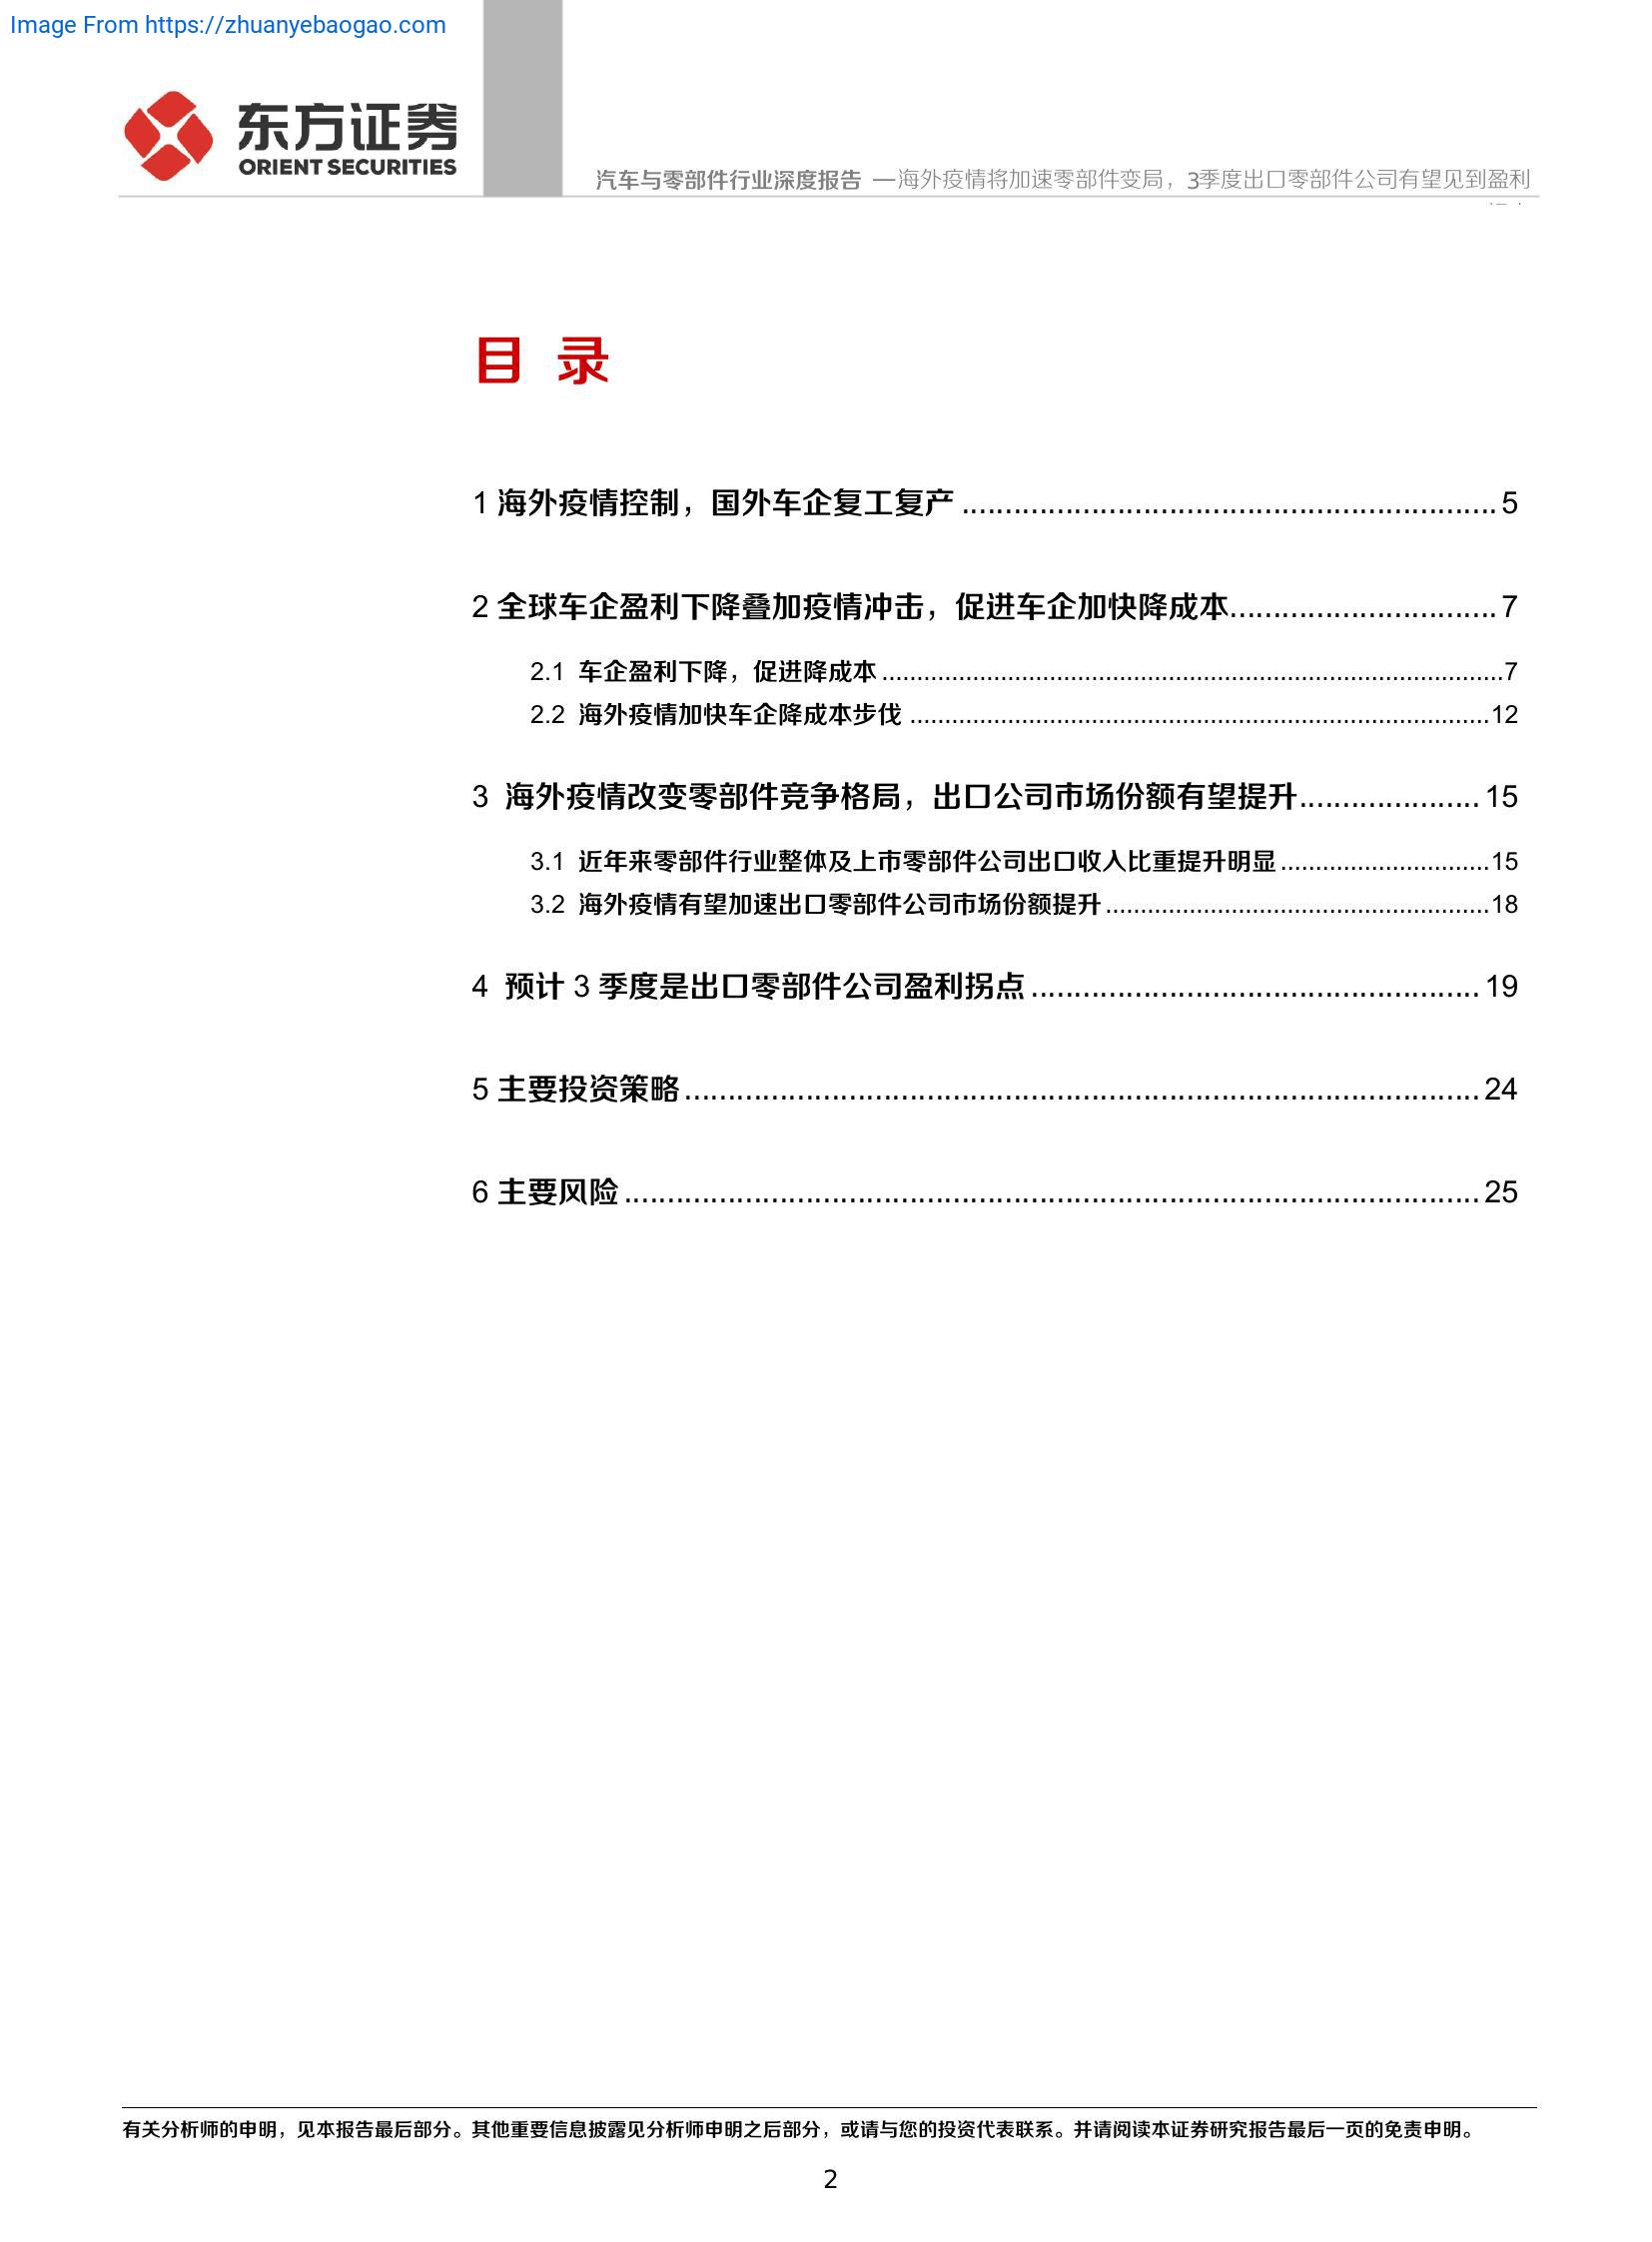 Image From https://zhuanyebaogao.com
东方证券
ORIENT SECURITIES
汽车与零部件行业深度报告 —海外疫情将加速零部件变局，3季度出口零部件公司有望见到盈利
目 录
1 海外疫情控制，国外车企复工复产 ............................................................. 5
2 全球车企盈利下降叠加疫情冲击，促进车企加快降成本............................... 7
2.1 车企盈利下降，促进降成本 .........................................................................................7
2.2 海外疫情加快车企降成本步伐 ...................................................................................12
3 海外疫情改变零部件竞争格局，出口公司市场份额有望提升..................... 15
3.1 近年来零部件行业整体及上市零部件公司出口收入比重提升明显 ..............................15
3.2 海外疫情有望加速出口零部件公司市场份额提升 .......................................................18
4 预计 3 季度是出口零部件公司盈利拐点 .................................................... 19
5 主要投资策略 ............................................................................................ 24
6 主要风险 ................................................................................................... 25
有关分析师的申明，见本报告最后部分。其他重要信息披露见分析师申明之后部分，或请与您的投资代表联系。并请阅读本证券研究报告最后一页的免责申明。
2